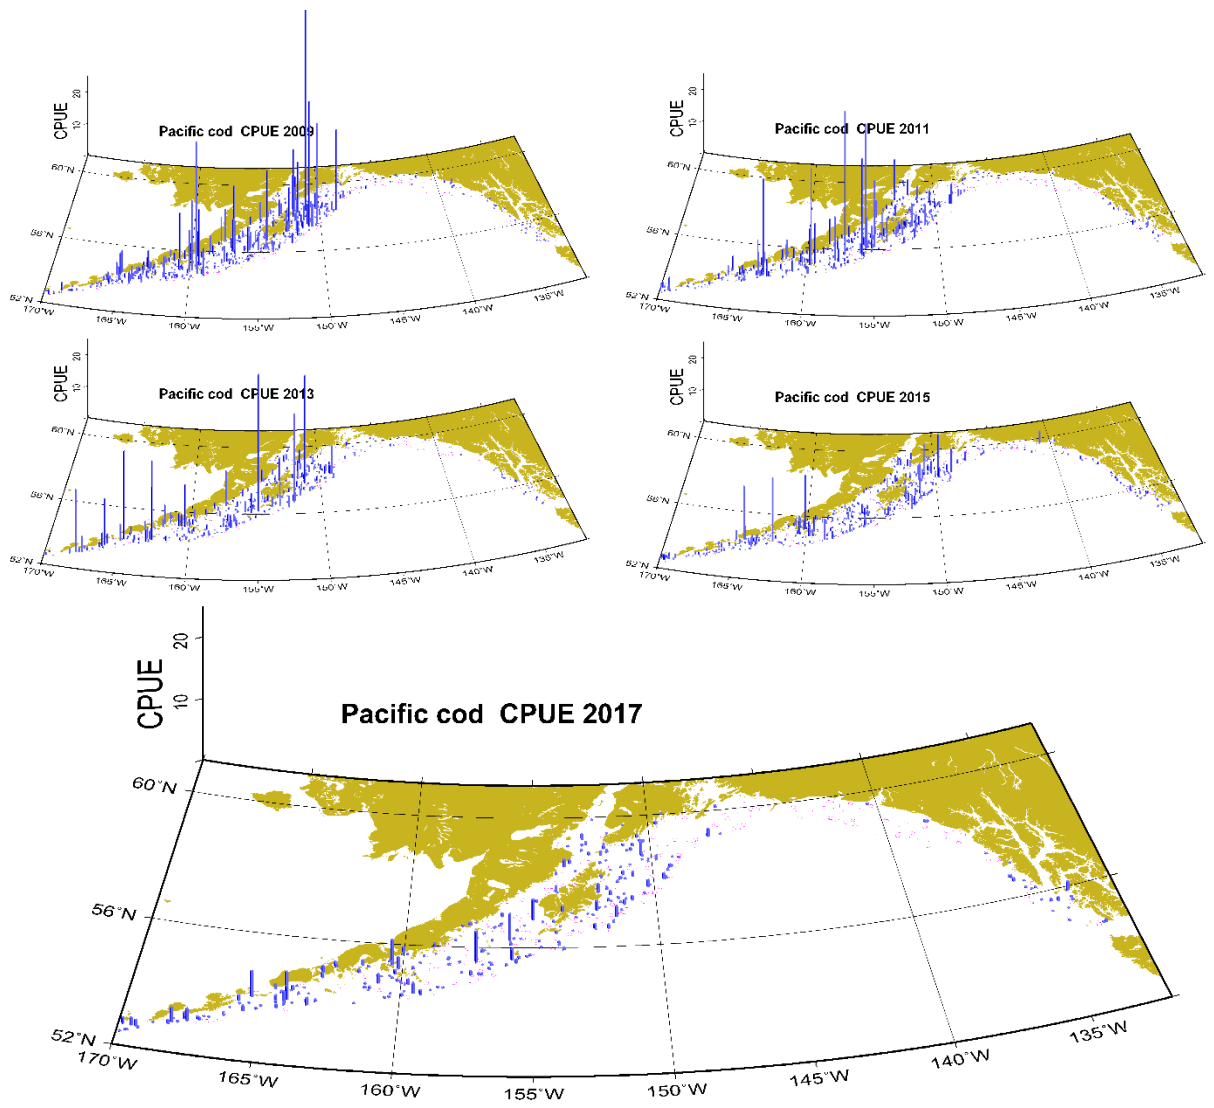 20
10
CPUE
Pacific cod CPUE 2009
60°N
56°N
52°N
170°W
165°W
160°W
155°W
150°W
145°W
140°W
135°W
20
10
CPUE
Pacific cod CPUE 2011
60°N
56°N
52°N
170°W
165°W
160°W
155°W
150°W
145°W
140°W
135°W
20
10
CPUE
Pacific cod CPUE 2013
60°N
56°N
52°N
170°W
165°W
160°W
155°W
150°W
145°W
140°W
135°W
20
10
CPUE
Pacific cod CPUE 2015
60°N
56°N
52°N
170°W
165°W
160°W
155°W
150°W
145°W
140°W
135°W
20
10
CPUE
Pacific cod CPUE 2017
60°N
56°N
52°N
170°W
165°W
160°W
155°W
150°W
145°W
140°W
135°W